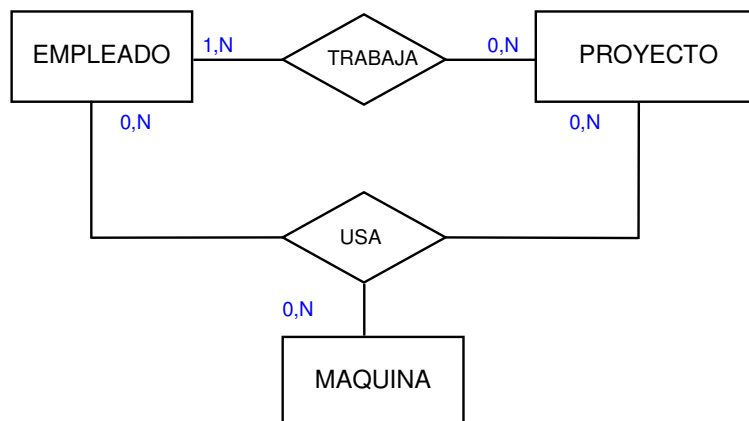 EMPLEADO
1,N
TRABAJA
0,N
PROYECTO
0,N
0,N
USA
0,N
MAQUINA